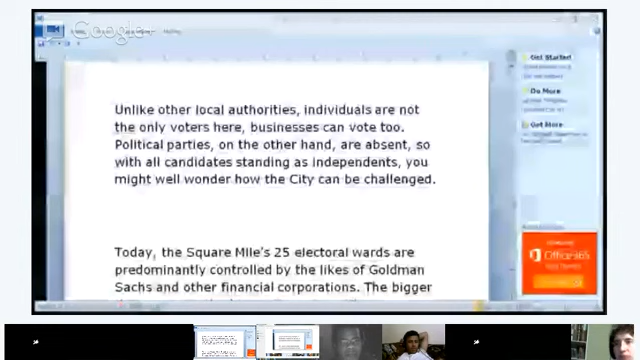 Google+
Get Started
Do More
Get More
Unlike other local authorities, individuals are not
the only voters here, businesses can vote too.
Political parties, on the other hand, are absent, so
with all candidates standing as independents, you
might well wonder how the City can be challenged.
Today, the Square Mile's 25 electoral wards are
predominantly controlled by the likes of Goldman
Sachs and other financial corporations. The bigger
Office365